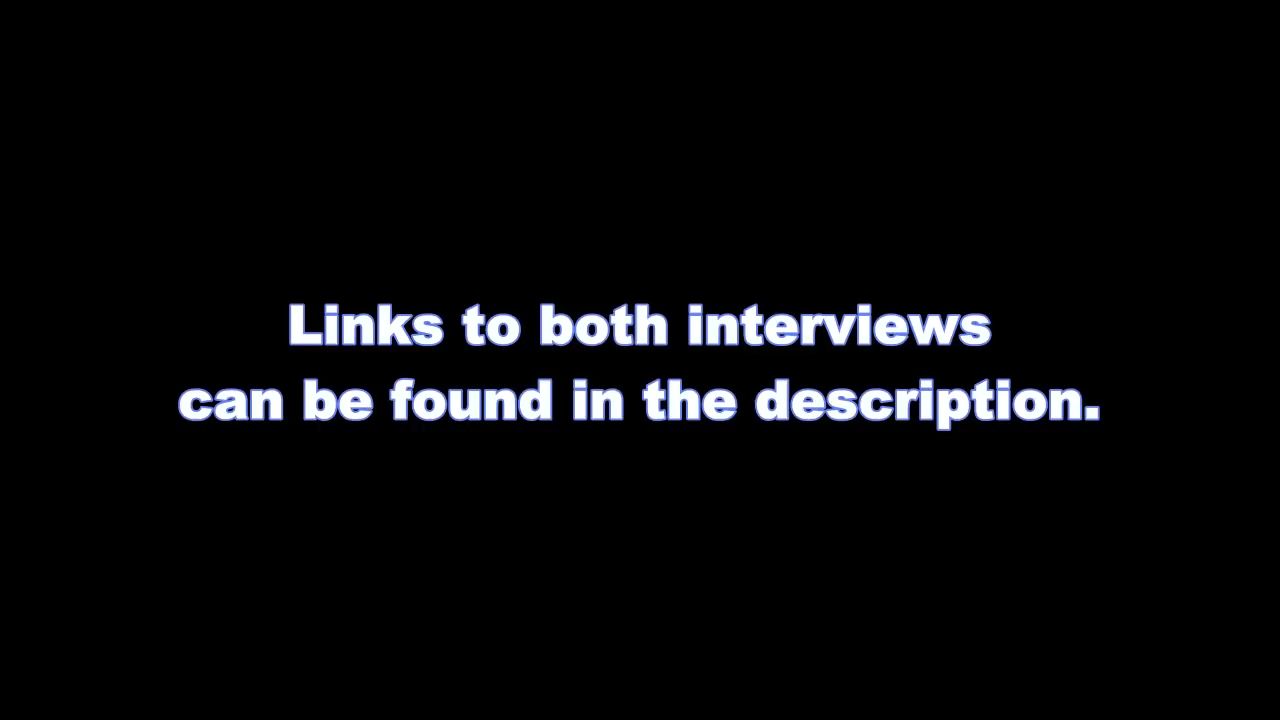 Links to both interviews
can be found in the description.